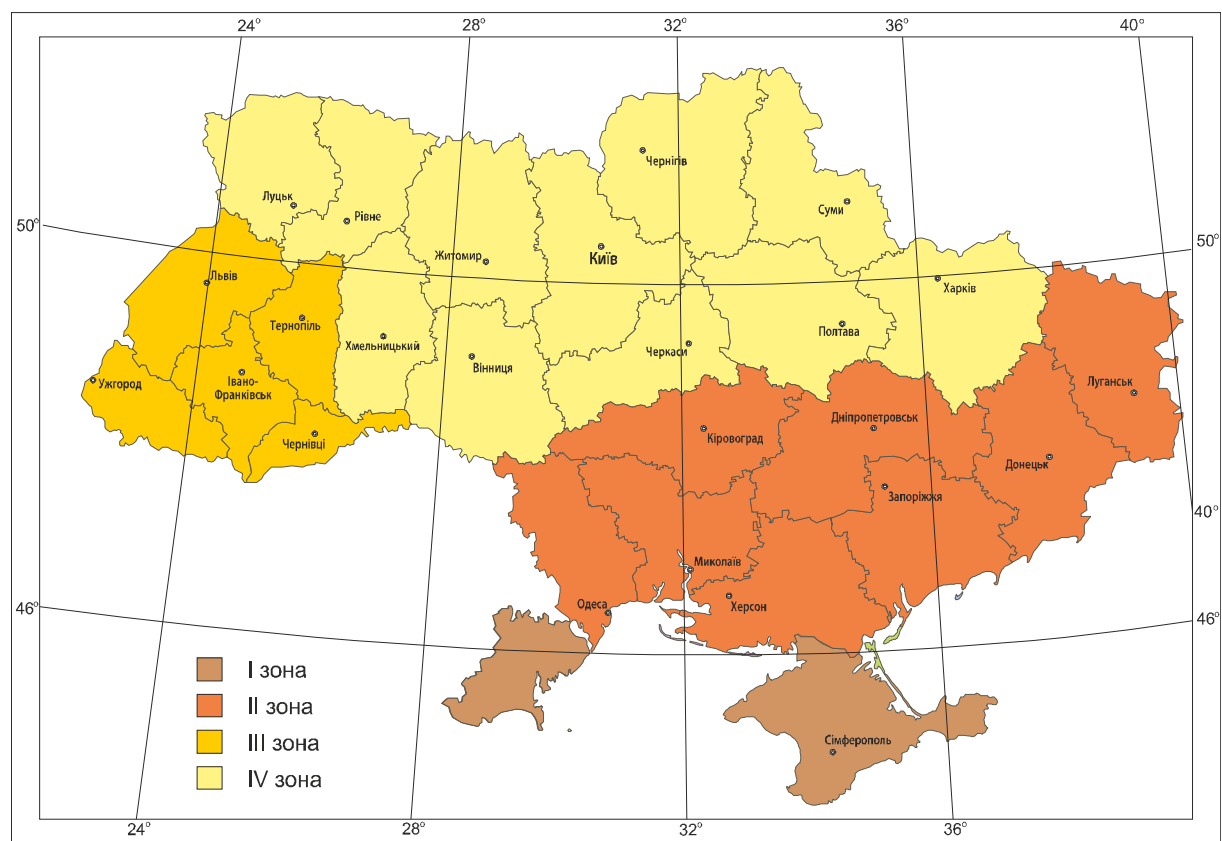 24°
28°
32°
36°
40°
Чернігів
Луцьк
Рівне
Суми
50°
50°
Житомир
Київ
Львів
Харків
Тернопіль
Полтава
Хмельницький
Черкаси
Вінниця
Ужгород
Івано-
Франківськ
Луганськ
Чернівці
Кіровоград
Дніпропетровськ
Донецьк
Запоріжжя
40°
Миколаїв
Одеса
Херсон
46°
46°
I зона
II зона
III зона
IV зона
Сімферополь
24°
28°
32°
36°